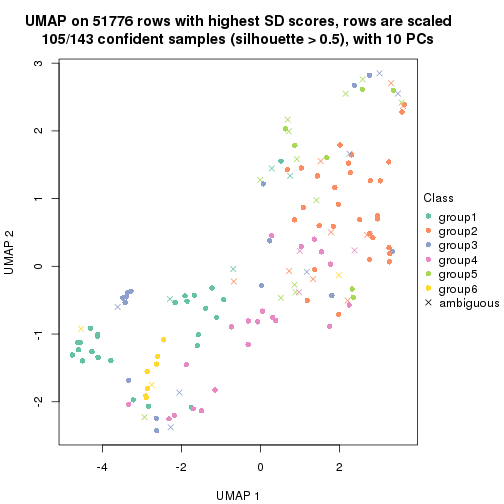 UMAP on 51776 rows with highest SD scores, rows are scaled
105/143 confident samples (silhouette > 0.5), with 10 PCs
3
2
1
0
-1
-2
UMAP 2
-4
-2
0
2
UMAP 1
Class
group1
group2
group3
group4
group5
group6
ambiguous